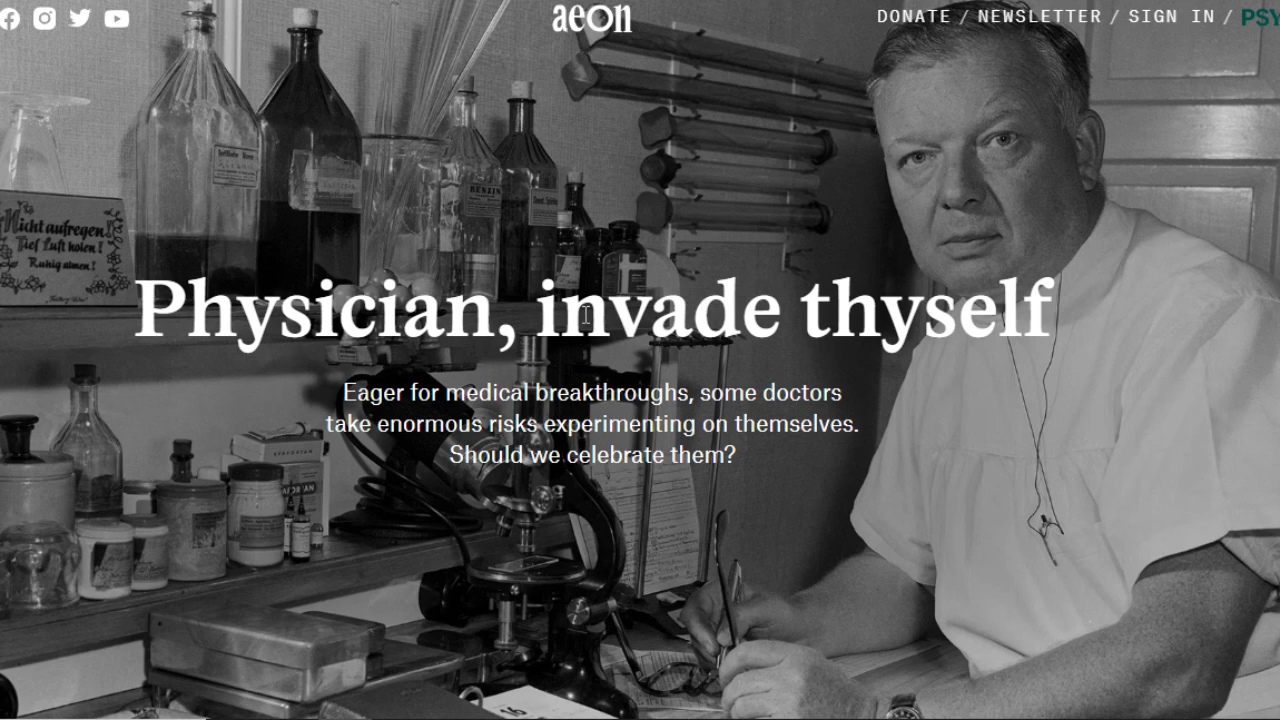 aeon
DONATE / NEWSLETTER / SIGN IN / PSY
Nicht aufregen
Tief Luft holen!
Ruhig atmen!
BENZIN
Physician, invade thyself
Eager for medical breakthroughs, some doctors
take enormous risks experimenting on themselves.
Should we celebrate them?
16